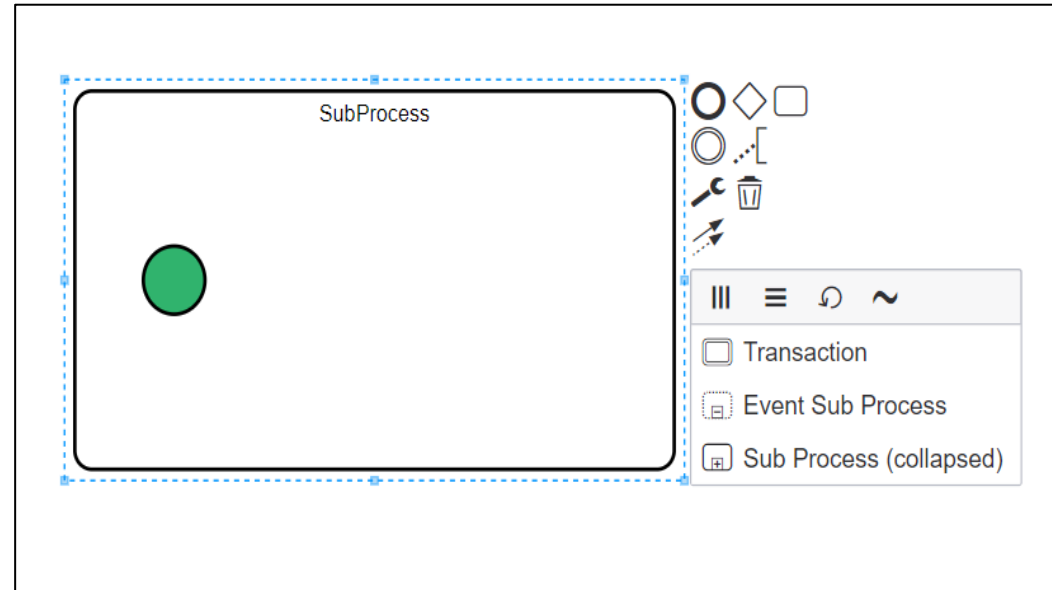 SubProcess
Transaction
Event Sub Process
Sub Process (collapsed)